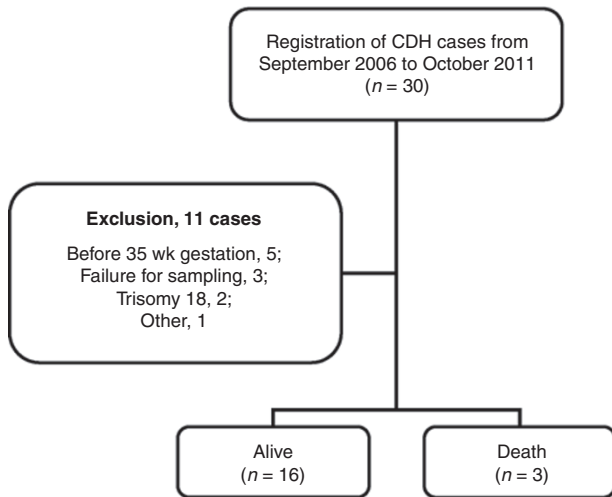 Registration of CDH cases from
September 2006 to October 2011
(n = 30)
Exclusion, 11 cases
Before 35 wk gestation, 5;
Failure for sampling, 3;
Trisomy 18, 2;
Other, 1
Alive
(n = 16)
Death
(n = 3)